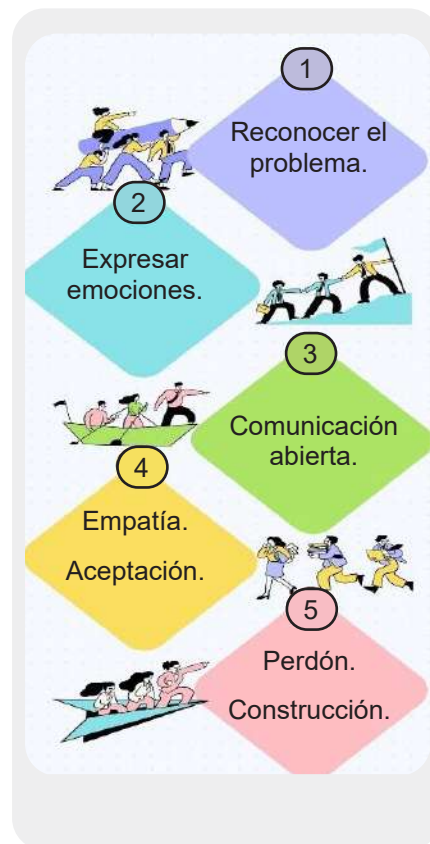 1
Reconocer el
problema.
2
Expresar
emociones.
3
Comunicación
abierta.
4
Empatía.
Aceptación.
5
Perdón.
Construcción.